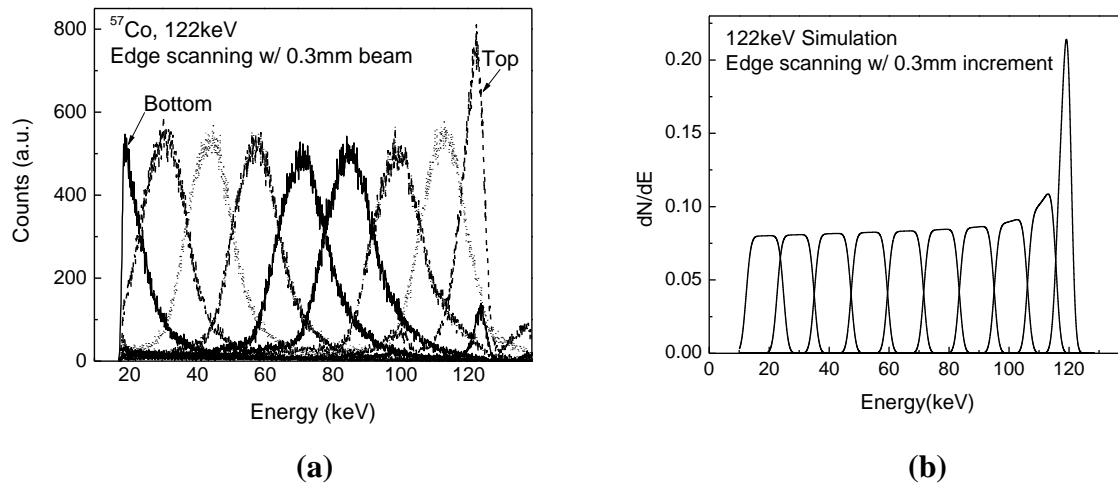 ⁵⁷Co, 122keV
Edge scanning w/ 0.3mm beam
Top
Bottom
800
600
400
200
0
Counts (a.u.)
20 40 60 80 100 120
Energy (keV)
(a)
122keV Simulation
Edge scanning w/ 0.3mm increment
0.20
0.15
0.10
0.05
0.00
dN/dE
0 20 40 60 80 100 120
Energy(keV)
(b)